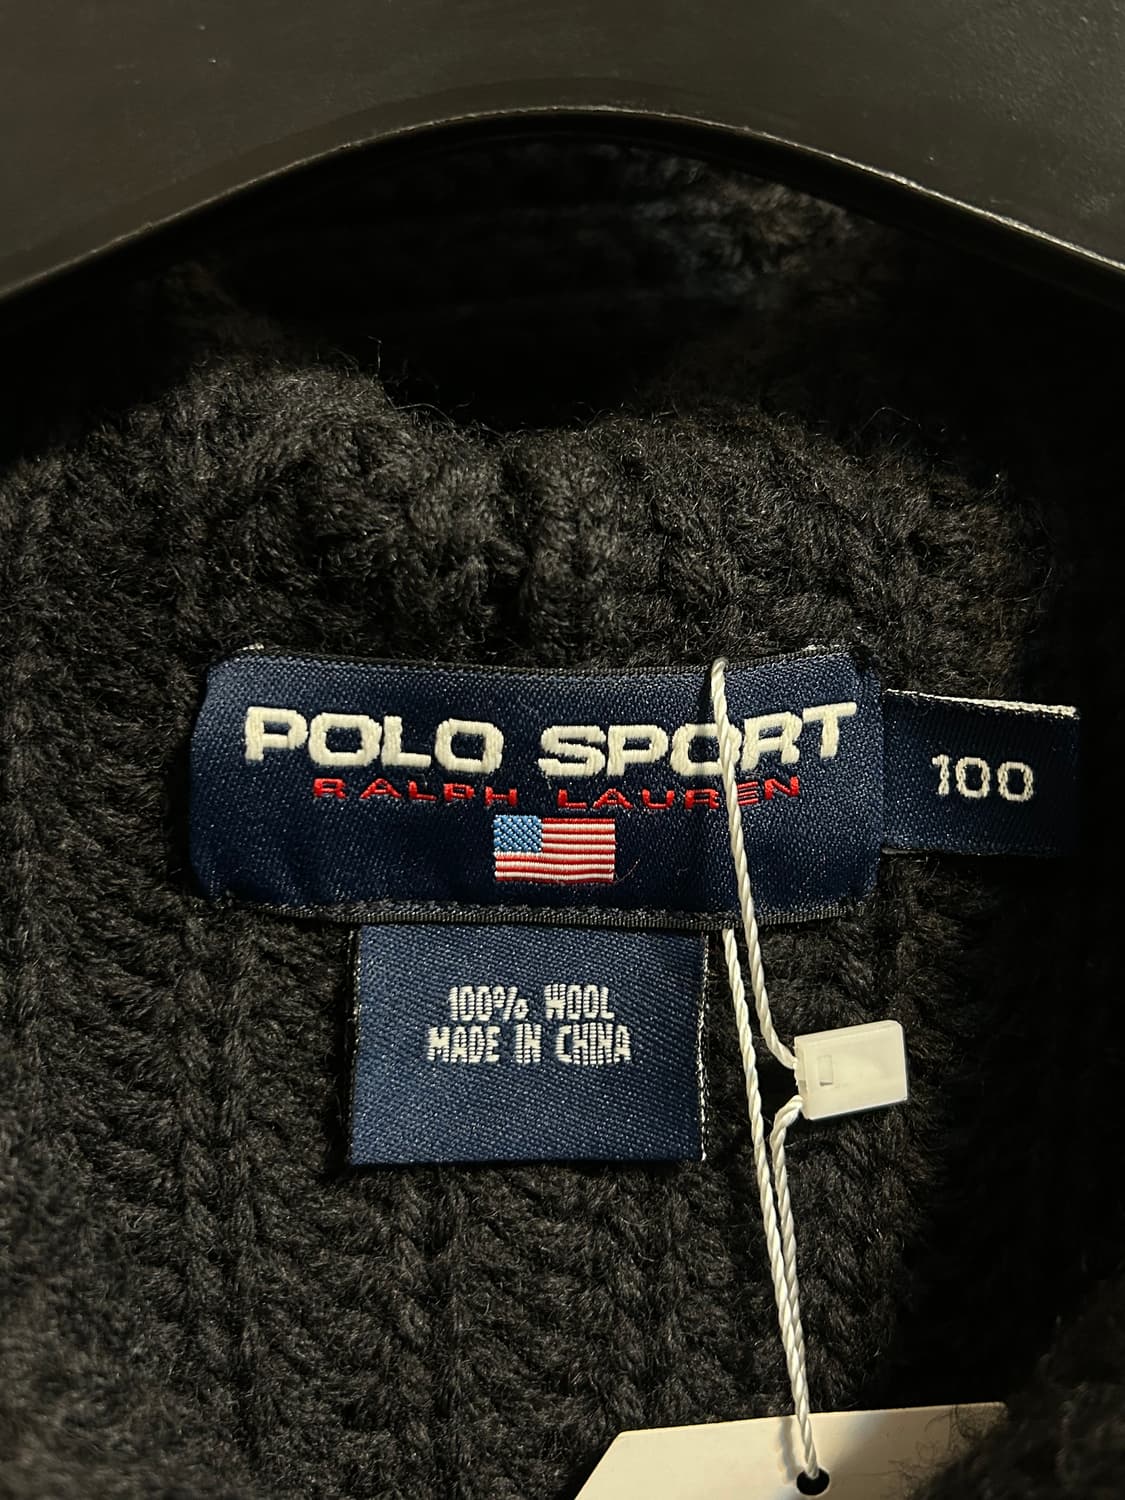 POLO SPORT
RALPH LAUREN
100
100% WOOL
MADE IN CHINA